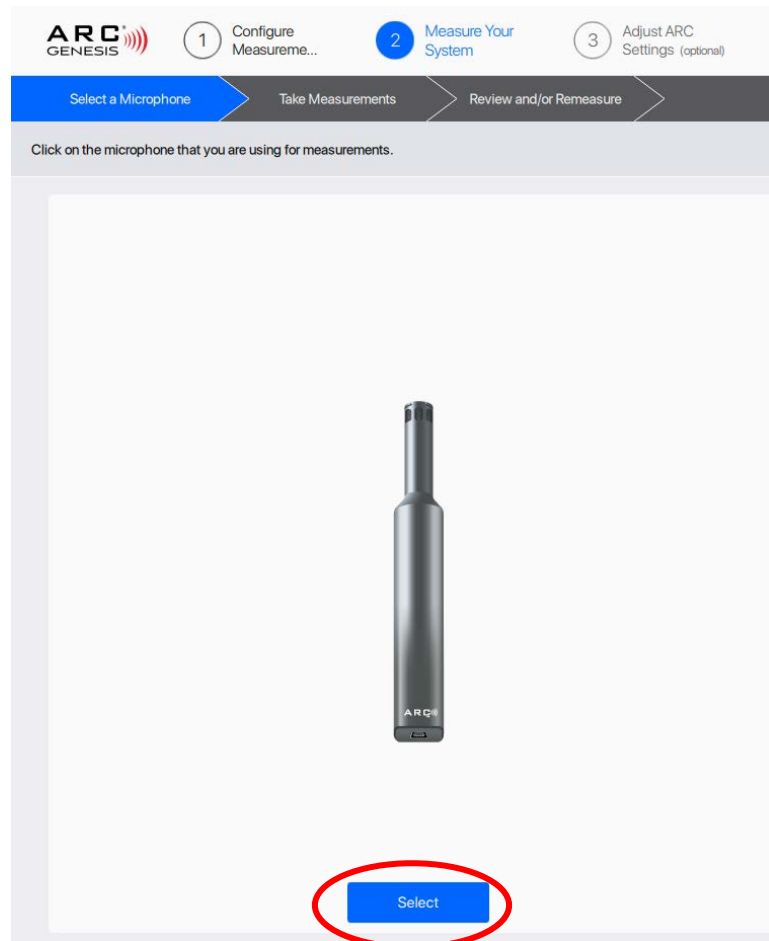 ARC
GENESIS
1
Configure
Measureme...
2
Measure Your
System
3
Adjust ARC
Settings (optional)
Select a Microphone
Take Measurements
Review and/or Remeasure
Click on the microphone that you are using for measurements.
ARC
Select